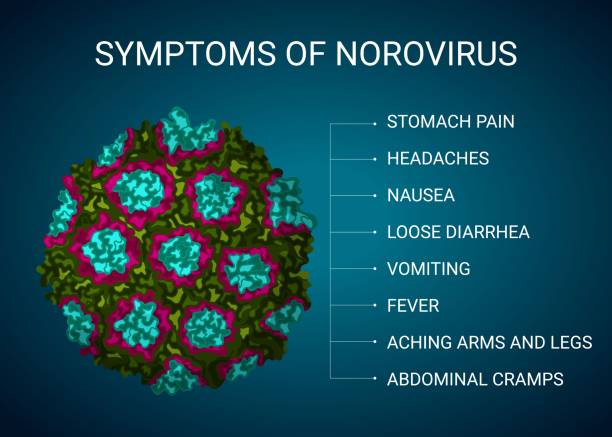 SYMPTOMS OF NOROVIRUS
STOMACH PAIN
HEADACHES
NAUSEA
LOOSE DIARRHEA
VOMITING
FEVER
ACHING ARMS AND LEGS
ABDOMINAL CRAMPS